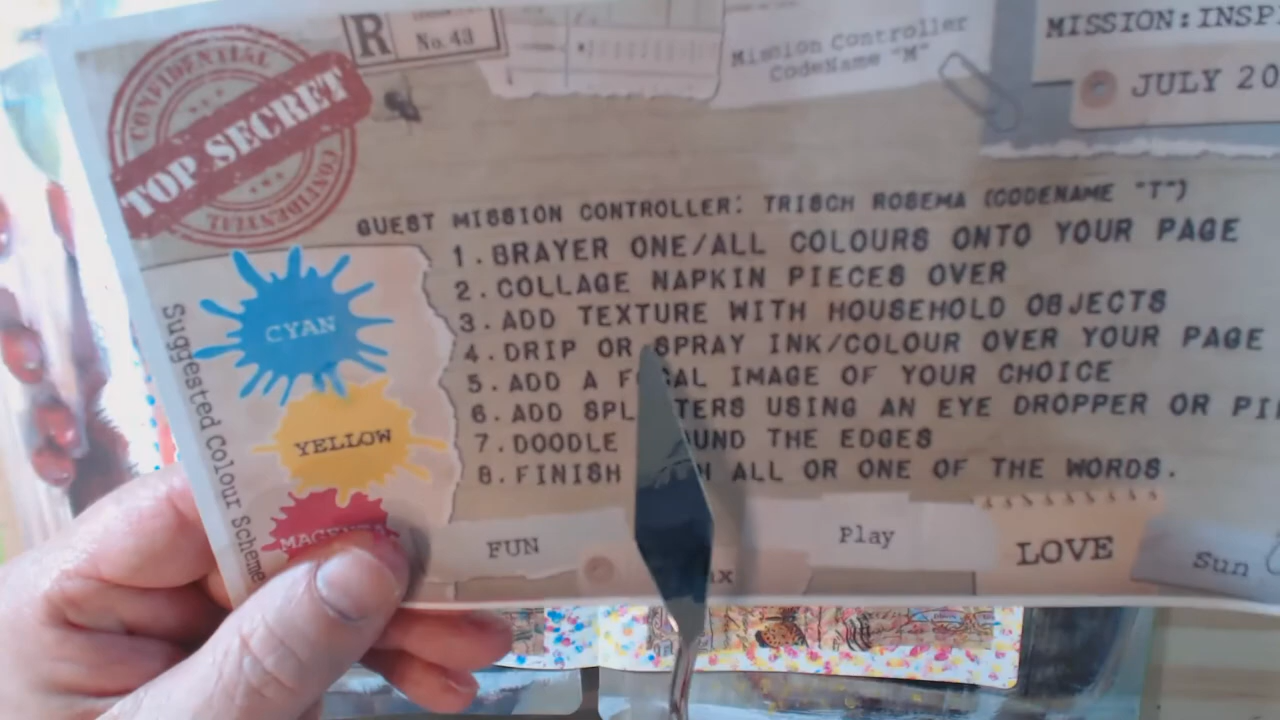 CONFIDENTIAL
TOP SECRET
CONFIDENTIAL
R
No.43
Mission Controller
CodeName "M"
MISSION:INSP
JULY 20
GUEST MISSION CONTROLLER: TRISCH ROSEMA (CODENAME "T")
1.BRAYER ONE/ALL COLOURS ONTO YOUR PAGE
2.COLLAGE NAPKIN PIECES OVER
3.ADD TEXTURE WITH HOUSEHOLD OBJECTS
4.DRIP OR SPRAY INK/COLOUR OVER YOUR PAGE
5.ADD A F AL IMAGE OF YOUR CHOICE
6.ADD SPL TERS USING AN EYE DROPPER OR PI
7.DOODLE UND THE EDGES
8.FINISH H ALL OR ONE OF THE WORDS.
Suggested Colour Scheme
CYAN
YELLOW
MAGENTA
FUN
ax
Play
LOVE
Sun